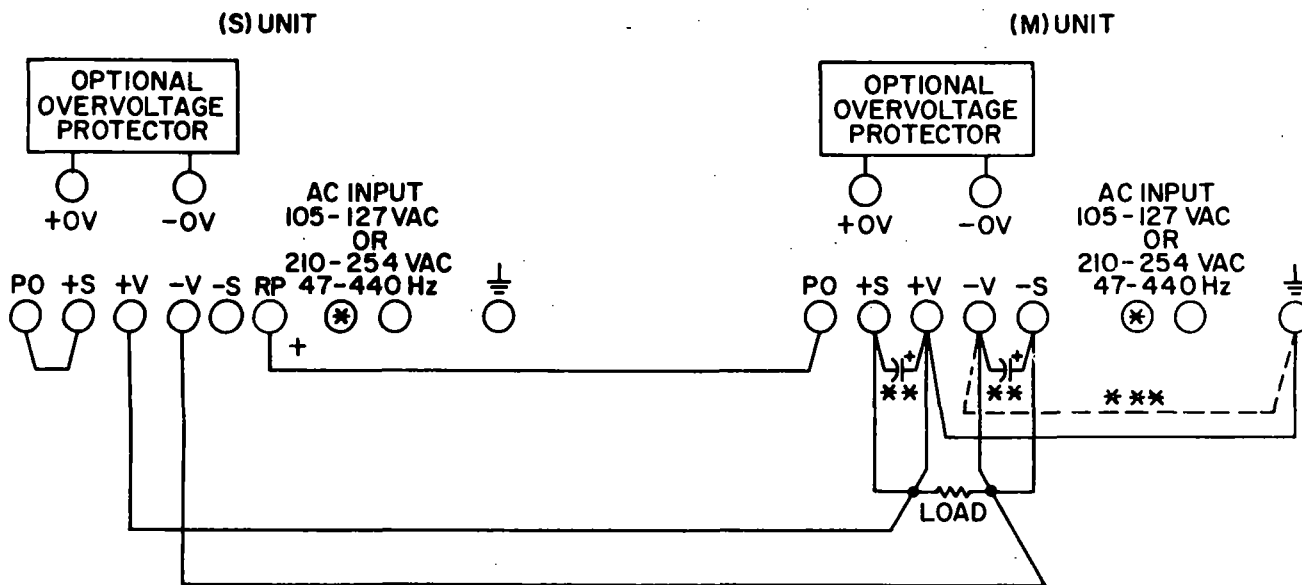 (S) UNIT
(M) UNIT
OPTIONAL
OVERVOLTAGE
PROTECTOR
+OV -OV
AC INPUT
105-127 VAC
OR
210-254 VAC
47-440 Hz
PO +S +V -V -S RP
*
+
OPTIONAL
OVERVOLTAGE
PROTECTOR
+OV -OV
AC INPUT
105-127 VAC
OR
210-254 VAC
47-440 Hz
PO +S +V -V -S
*
+ +
** **
***
LOAD